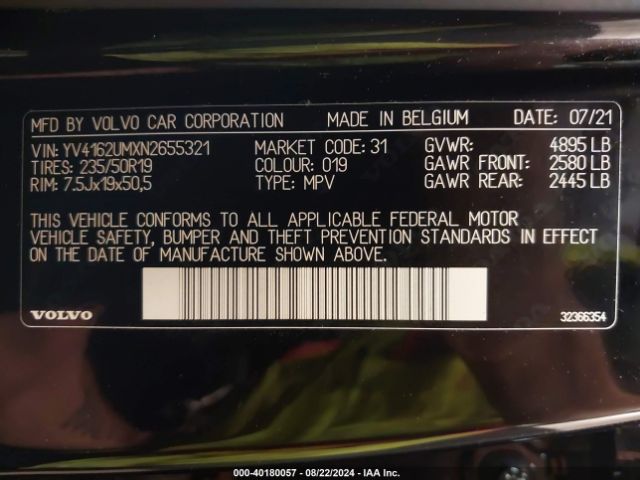 MFD BY VOLVO CAR CORPORATION MADE IN BELGIUM DATE: 07/21
VIN: YV4162UMXN2655321 MARKET CODE: 31 GVWR: 4895 LB
TIRES: 235/50R19 COLOUR: 019 GAWR FRONT: 2580 LB
RIM: 7.5Jx19x50,5 TYPE: MPV GAWR REAR: 2445 LB
THIS VEHICLE CONFORMS TO ALL APPLICABLE FEDERAL MOTOR
VEHICLE SAFETY, BUMPER AND THEFT PREVENTION STANDARDS IN EFFECT
ON THE DATE OF MANUFACTURE SHOWN ABOVE.
VOLVO 32366354
000-40180057 - 08/22/2024 - IAA Inc.